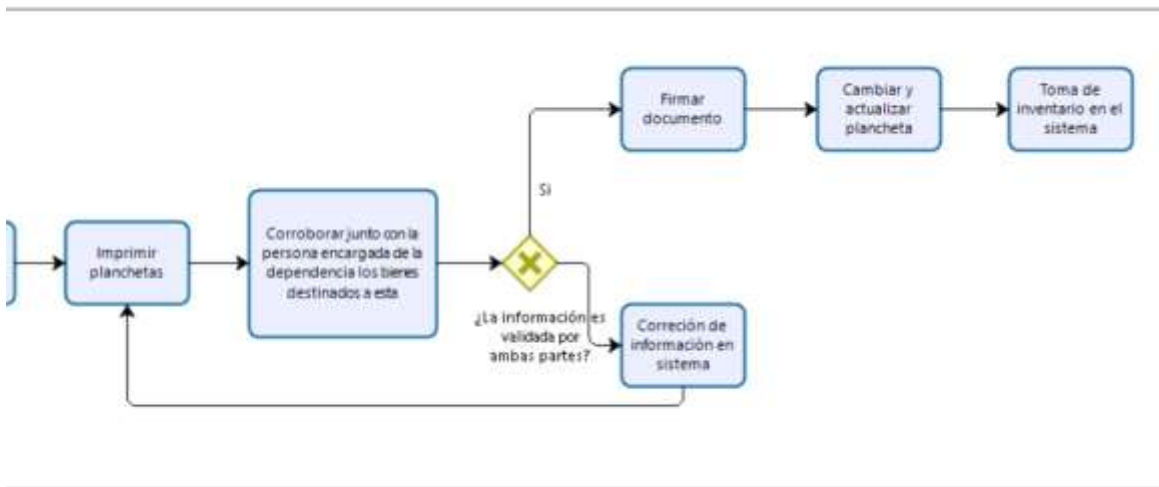 Imprimir
planchetas
Corroborar junto con la
persona encargada de la
dependencia los bienes
destinados a esta
Si
¿La información es
validada por
ambas partes?
Firmar
documento
Cambiar y
actualizar
plancheta
Toma de
inventario en el
sistema
Correción de
información en
sistema